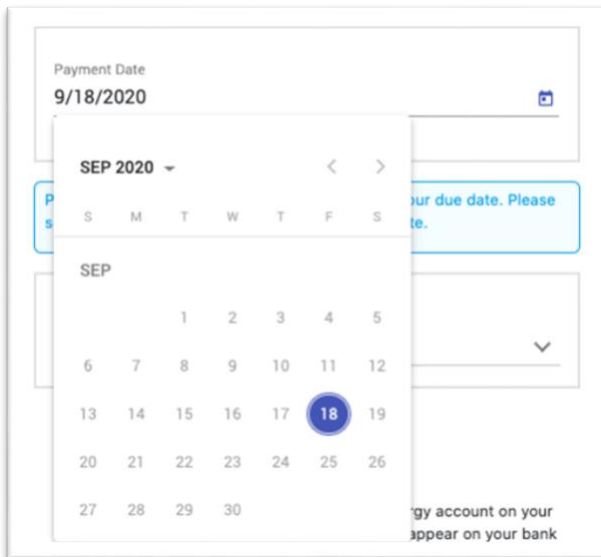 Payment Date
9/18/2020
SEP 2020
P our due date. Please
s te.
S M T W T F S
SEP
1 2 3 4 5
6 7 8 9 10 11 12
13 14 15 16 17 18 19
20 21 22 23 24 25 26
27 28 29 30
rgy account on your
appear on your bank